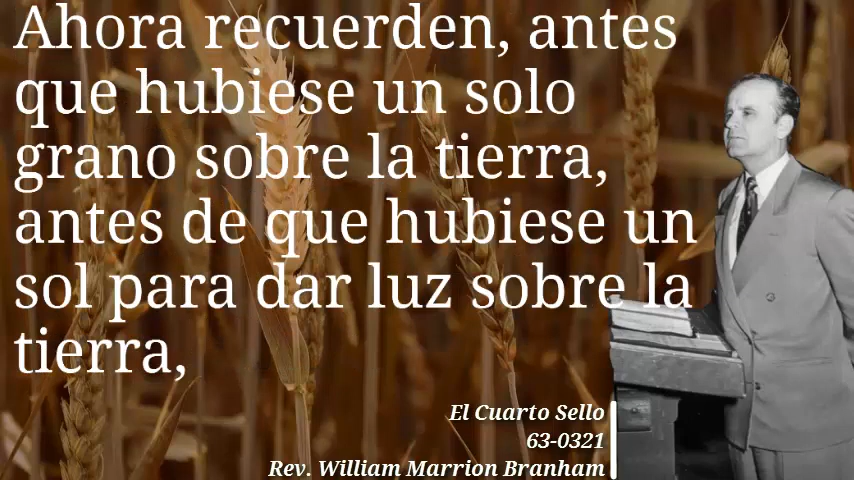 Ahora recuerden, antes
que hubiese un solo
grano sobre la tierra,
antes de que hubiese un
sol para dar luz sobre la
tierra,
El Cuarto Sello
63-0321
Rev. William Marrion Branham